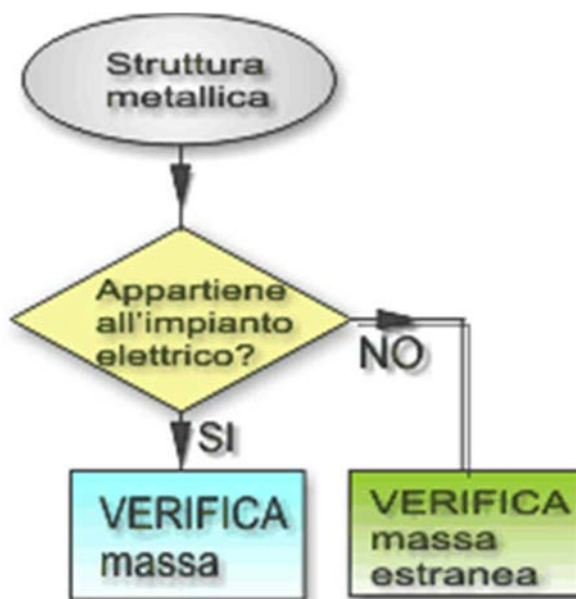 Struttura
metallica
Appartiene
all'impianto
elettrico?
NO
SI
VERIFICA
massa
VERIFICA
massa
estranea